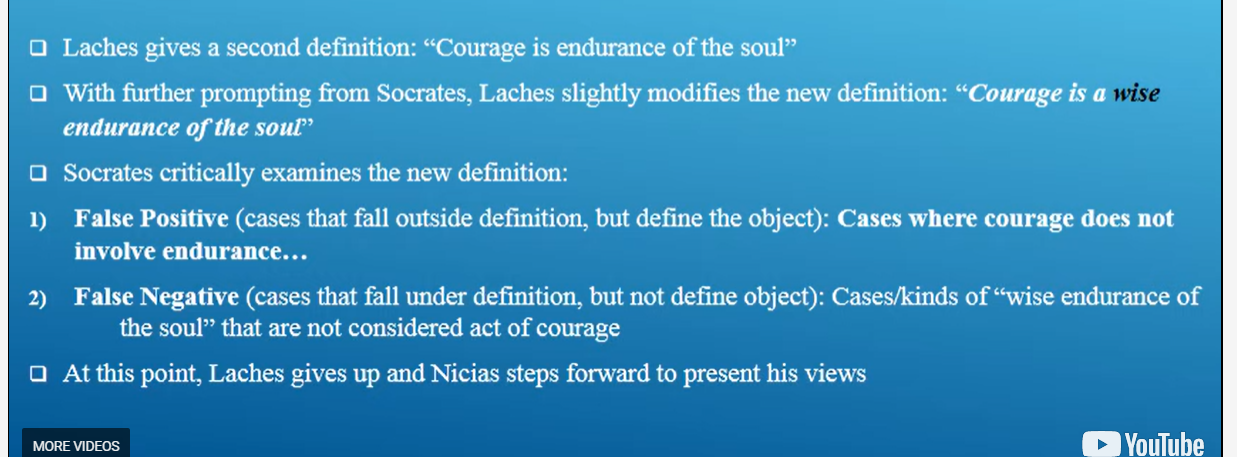 ❑ Laches gives a second definition: “Courage is endurance of the soul”
❑ With further prompting from Socrates, Laches slightly modifies the new definition: “Courage is a wise
endurance of the soul”
❑ Socrates critically examines the new definition:
1) False Positive (cases that fall outside definition, but define the object): Cases where courage does not
involve endurance…
2) False Negative (cases that fall under definition, but not define object): Cases/kinds of “wise endurance of
the soul” that are not considered act of courage
❑ At this point, Laches gives up and Nicias steps forward to present his views
MORE VIDEOS
YouTube